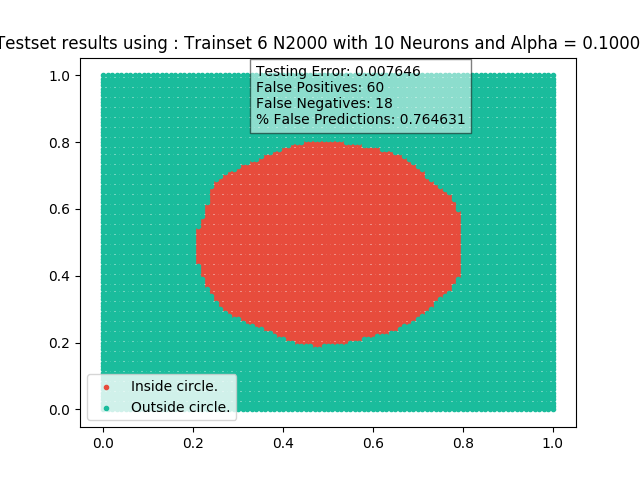 Testset results using : Trainset 6 N2000 with 10 Neurons and Alpha = 0.1000
Testing Error: 0.007646
False Positives: 60
False Negatives: 18
% False Predictions: 0.764631
1.0
0.8
0.6
0.4
0.2
0.0
Inside circle.
Outside circle.
0.0 0.2 0.4 0.6 0.8 1.0